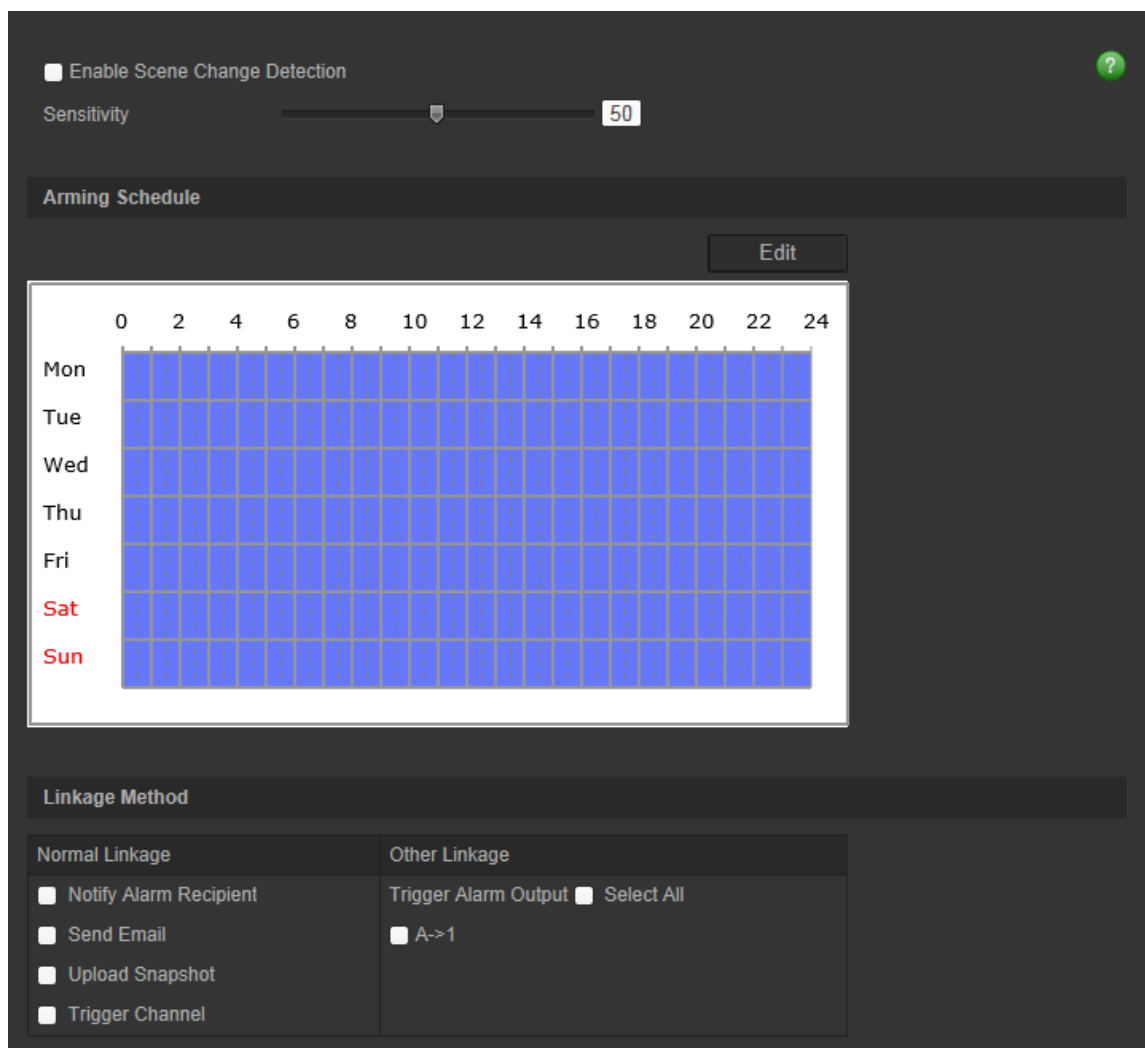 Enable Scene Change Detection
?
Sensitivity 50
Arming Schedule
Edit
0 2 4 6 8 10 12 14 16 18 20 22 24
Mon
Tue
Wed
Thu
Fri
Sat
Sun
Linkage Method
Normal Linkage Other Linkage
Notify Alarm Recipient Trigger Alarm Output Select All
Send Email A->1
Upload Snapshot
Trigger Channel